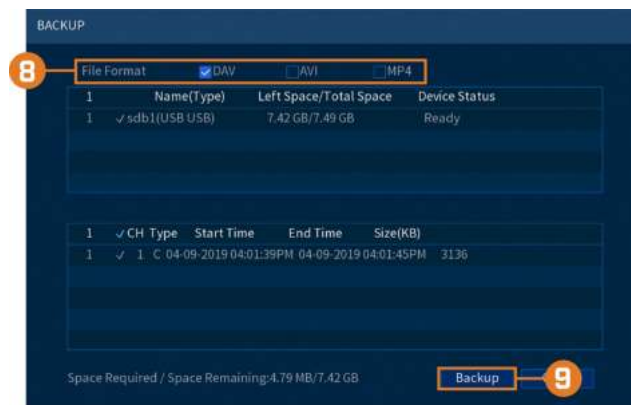 BACKUP
8 File Format DAV AVI MP4
1 Name(Type) Left Space/Total Space Device Status
1 sdb1(USB USB) 7.42 GB/7.49 GB Ready
1 CH Type Start Time End Time Size(KB)
1 1 C 04-09-2019 04:01:39PM 04-09-2019 04:01:45PM 3136
Space Required / Space Remaining:4.79 MB/7.42 GB Backup 9